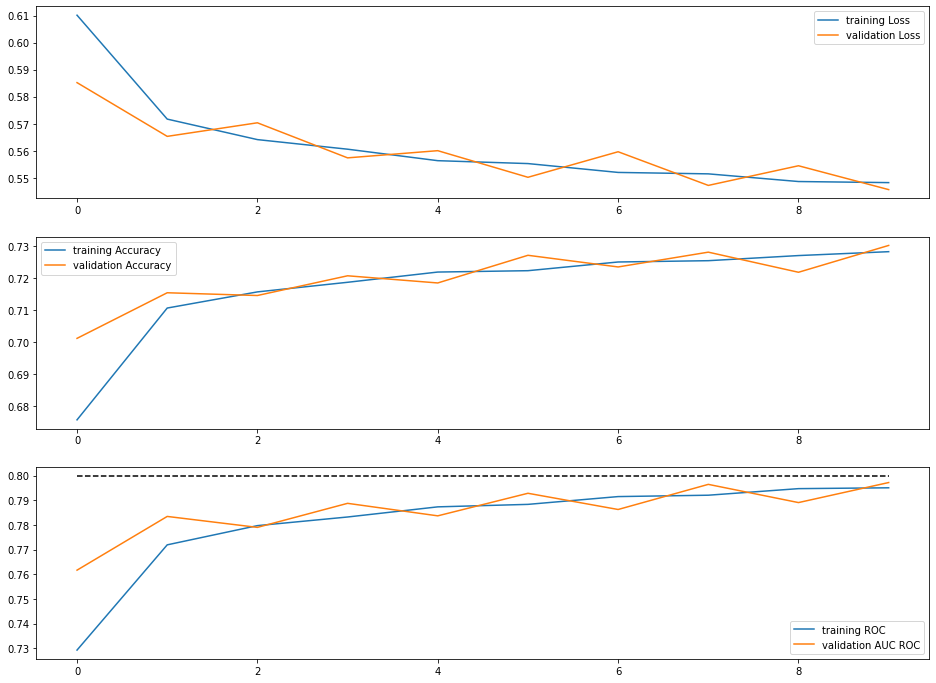 0.61
0.60
0.59
0.58
0.57
0.56
0.55
training Loss
validation Loss
0 2 4 6 8
0.73
0.72
0.71
0.70
0.69
0.68
training Accuracy
validation Accuracy
0 2 4 6 8
0.80
0.79
0.78
0.77
0.76
0.75
0.74
0.73
training ROC
validation AUC ROC
0 2 4 6 8